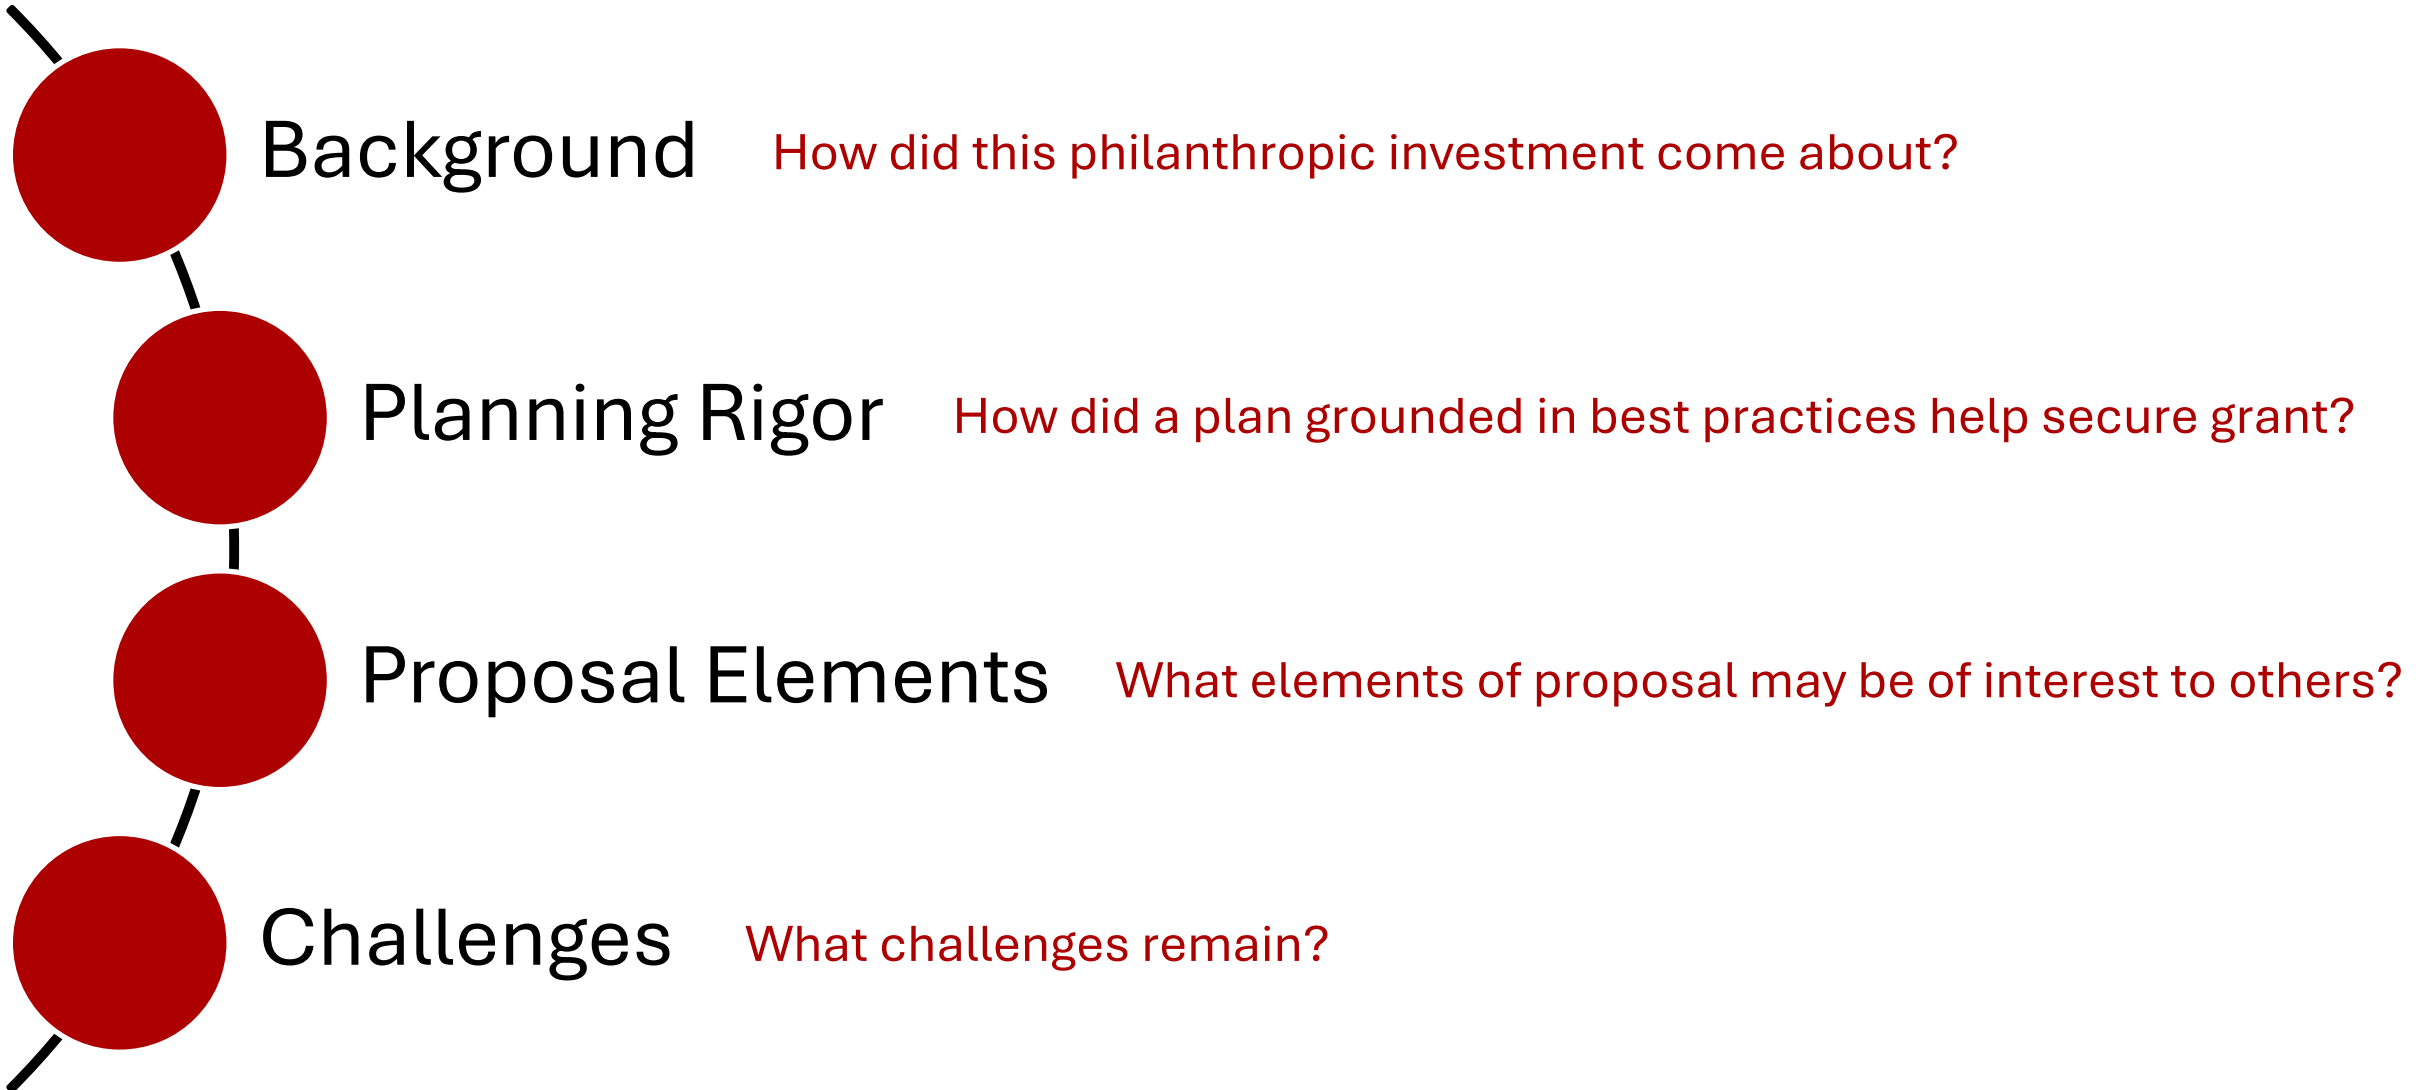 Background How did this philanthropic investment come about?
Planning Rigor How did a plan grounded in best practices help secure grant?
Proposal Elements What elements of proposal may be of interest to others?
Challenges What challenges remain?